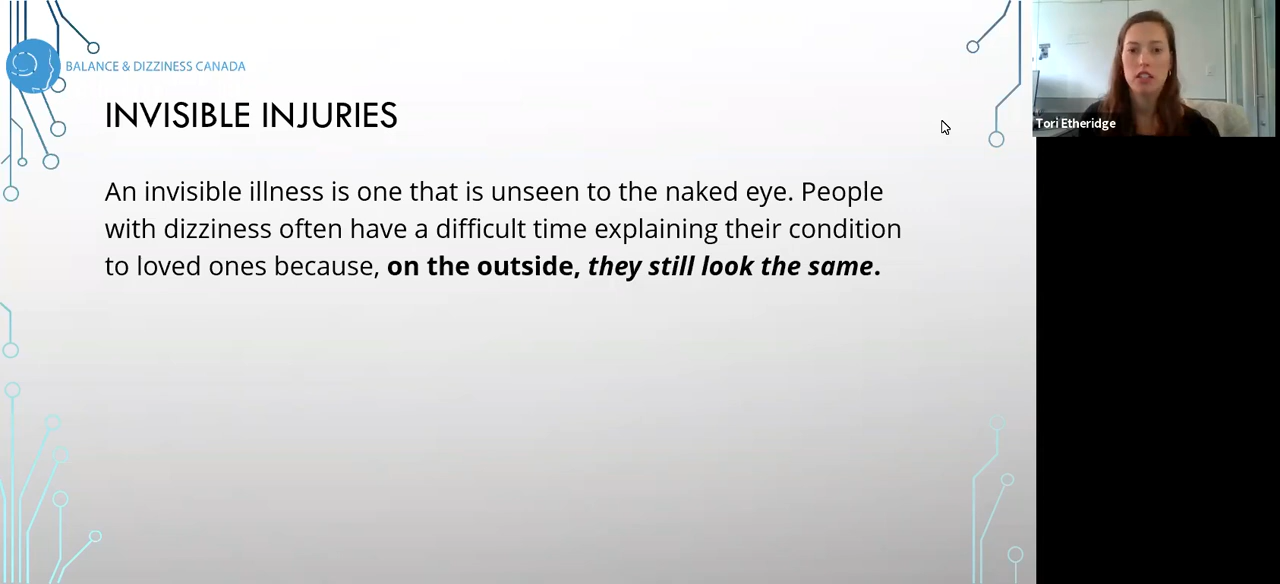 BALANCE & DIZZINESS CANADA
INVISIBLE INJURIES
An invisible illness is one that is unseen to the naked eye. People
with dizziness often have a difficult time explaining their condition
to loved ones because, on the outside, they still look the same.
Tori Etheridge